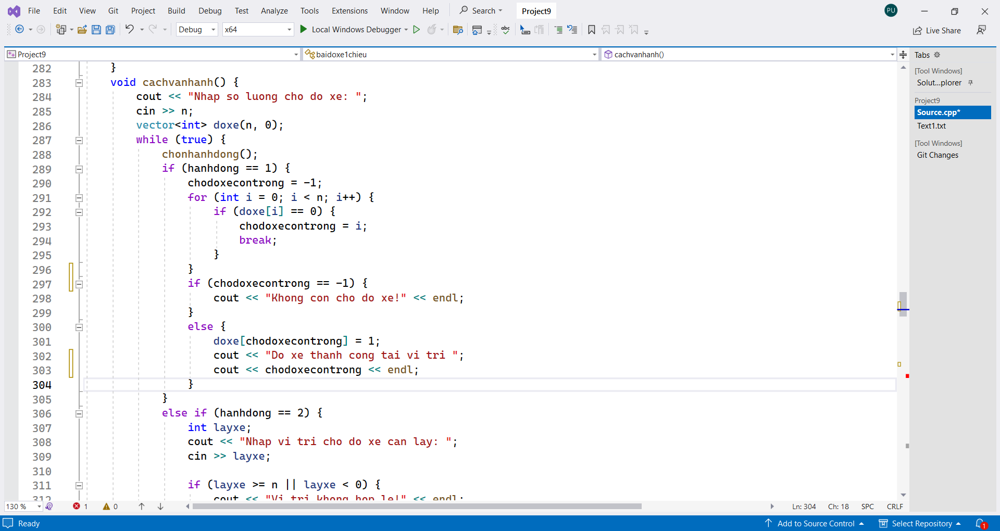 File Edit View Git Project Build Debug Test Analyze Tools Extensions Window Help Search Project9 PU
Debug x64 Local Windows Debugger abc Live Share
Project9 baidoxe1chieu cachvanhanh()
282 }
283 void cachvanhanh() {
284 cout << "Nhap so luong cho do xe: ";
285 cin >> n;
286 vector<int> doxe(n, 0);
287 while (true) {
288 chonhanhdong();
289 if (hanhdong == 1) {
290 chodoxecontrong = -1;
291 for (int i = 0; i < n; i++) {
292 if (doxe[i] == 0) {
293 chodoxecontrong = i;
294 break;
295 }
296 }
297 if (chodoxecontrong == -1) {
298 cout << "Khong con cho do xe!" << endl;
299 }
300 else {
301 doxe[chodoxecontrong] = 1;
302 cout << "Do xe thanh cong tai vi tri ";
303 cout << chodoxecontrong << endl;
304 }
305 }
306 else if (hanhdong == 2) {
307 int layxe;
308 cout << "Nhap vi tri cho do xe can lay: ";
309 cin >> layxe;
310
311 if (layxe >= n || layxe < 0) {
312 cout << "Vi tri khong hop le!" << endl;
Tabs
[Tool Windows]
Solut...plorer
Project9
Source.cpp*
Text1.txt
[Tool Windows]
Git Changes
130 % 1 0 Ln: 304 Ch: 18 SPC CRLF
Ready Add to Source Control Select Repository 1